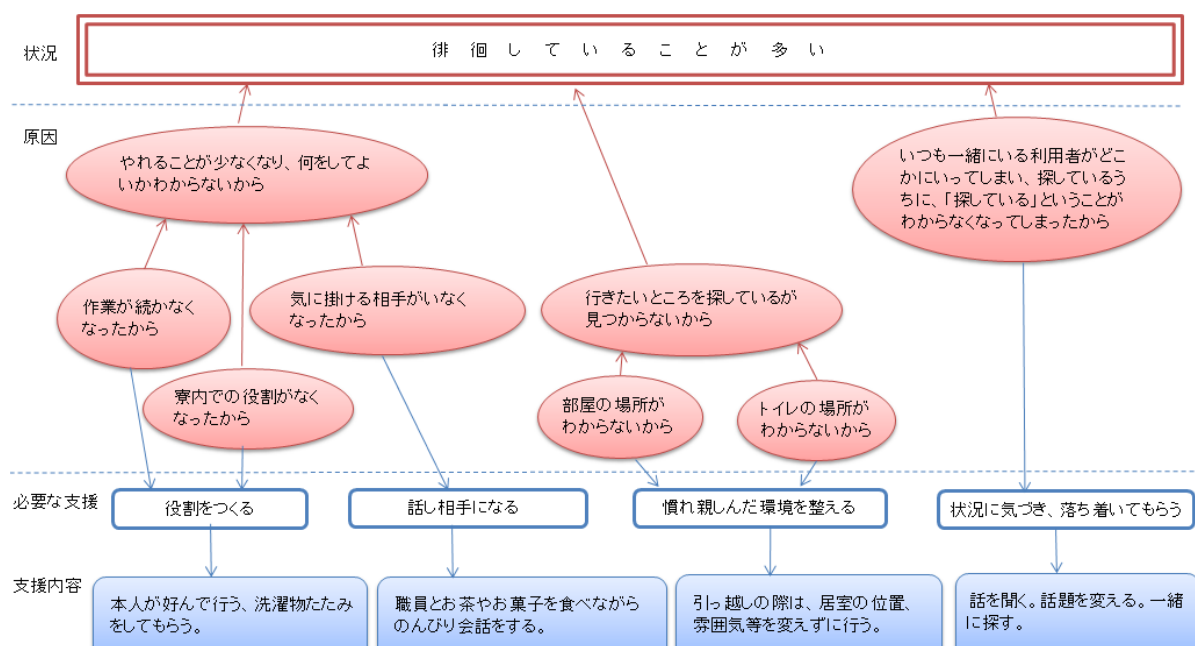 状況
徘徊していることが多い
原因
やれることが少なくなり、何をしてよ
いかわからないから
いつも一緒にいる利用者がどこ
かにいってしまい、探しているう
ちに、「探している」ということが
わからなくなってしまったから
作業が続かなく
なったから
気に掛ける相手がいなく
なったから
行きたいところを探しているが
見つからないから
寮内での役割がなく
なったから
部屋の場所が
わからないから
トイレの場所が
わからないから
必要な支援
役割をつくる
話し相手になる
慣れ親しんだ環境を整える
状況に気づき、落ち着いてもらう
支援内容
本人が好んで行う、洗濯物たたみ
をしてもらう。
職員とお茶やお菓子を食べながら
のんびり会話をする。
引っ越しの際は、居室の位置、
雰囲気等を変えずに行う。
話を聞く。話題を変える。一緒
に探す。